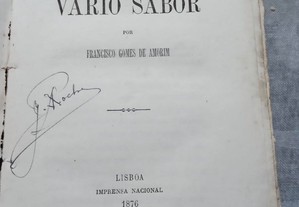 VARIO SABOR
POR
FRANCISCO GOMES DE AMORIM
LISBOA
IMPRENSA NACIONAL
1876